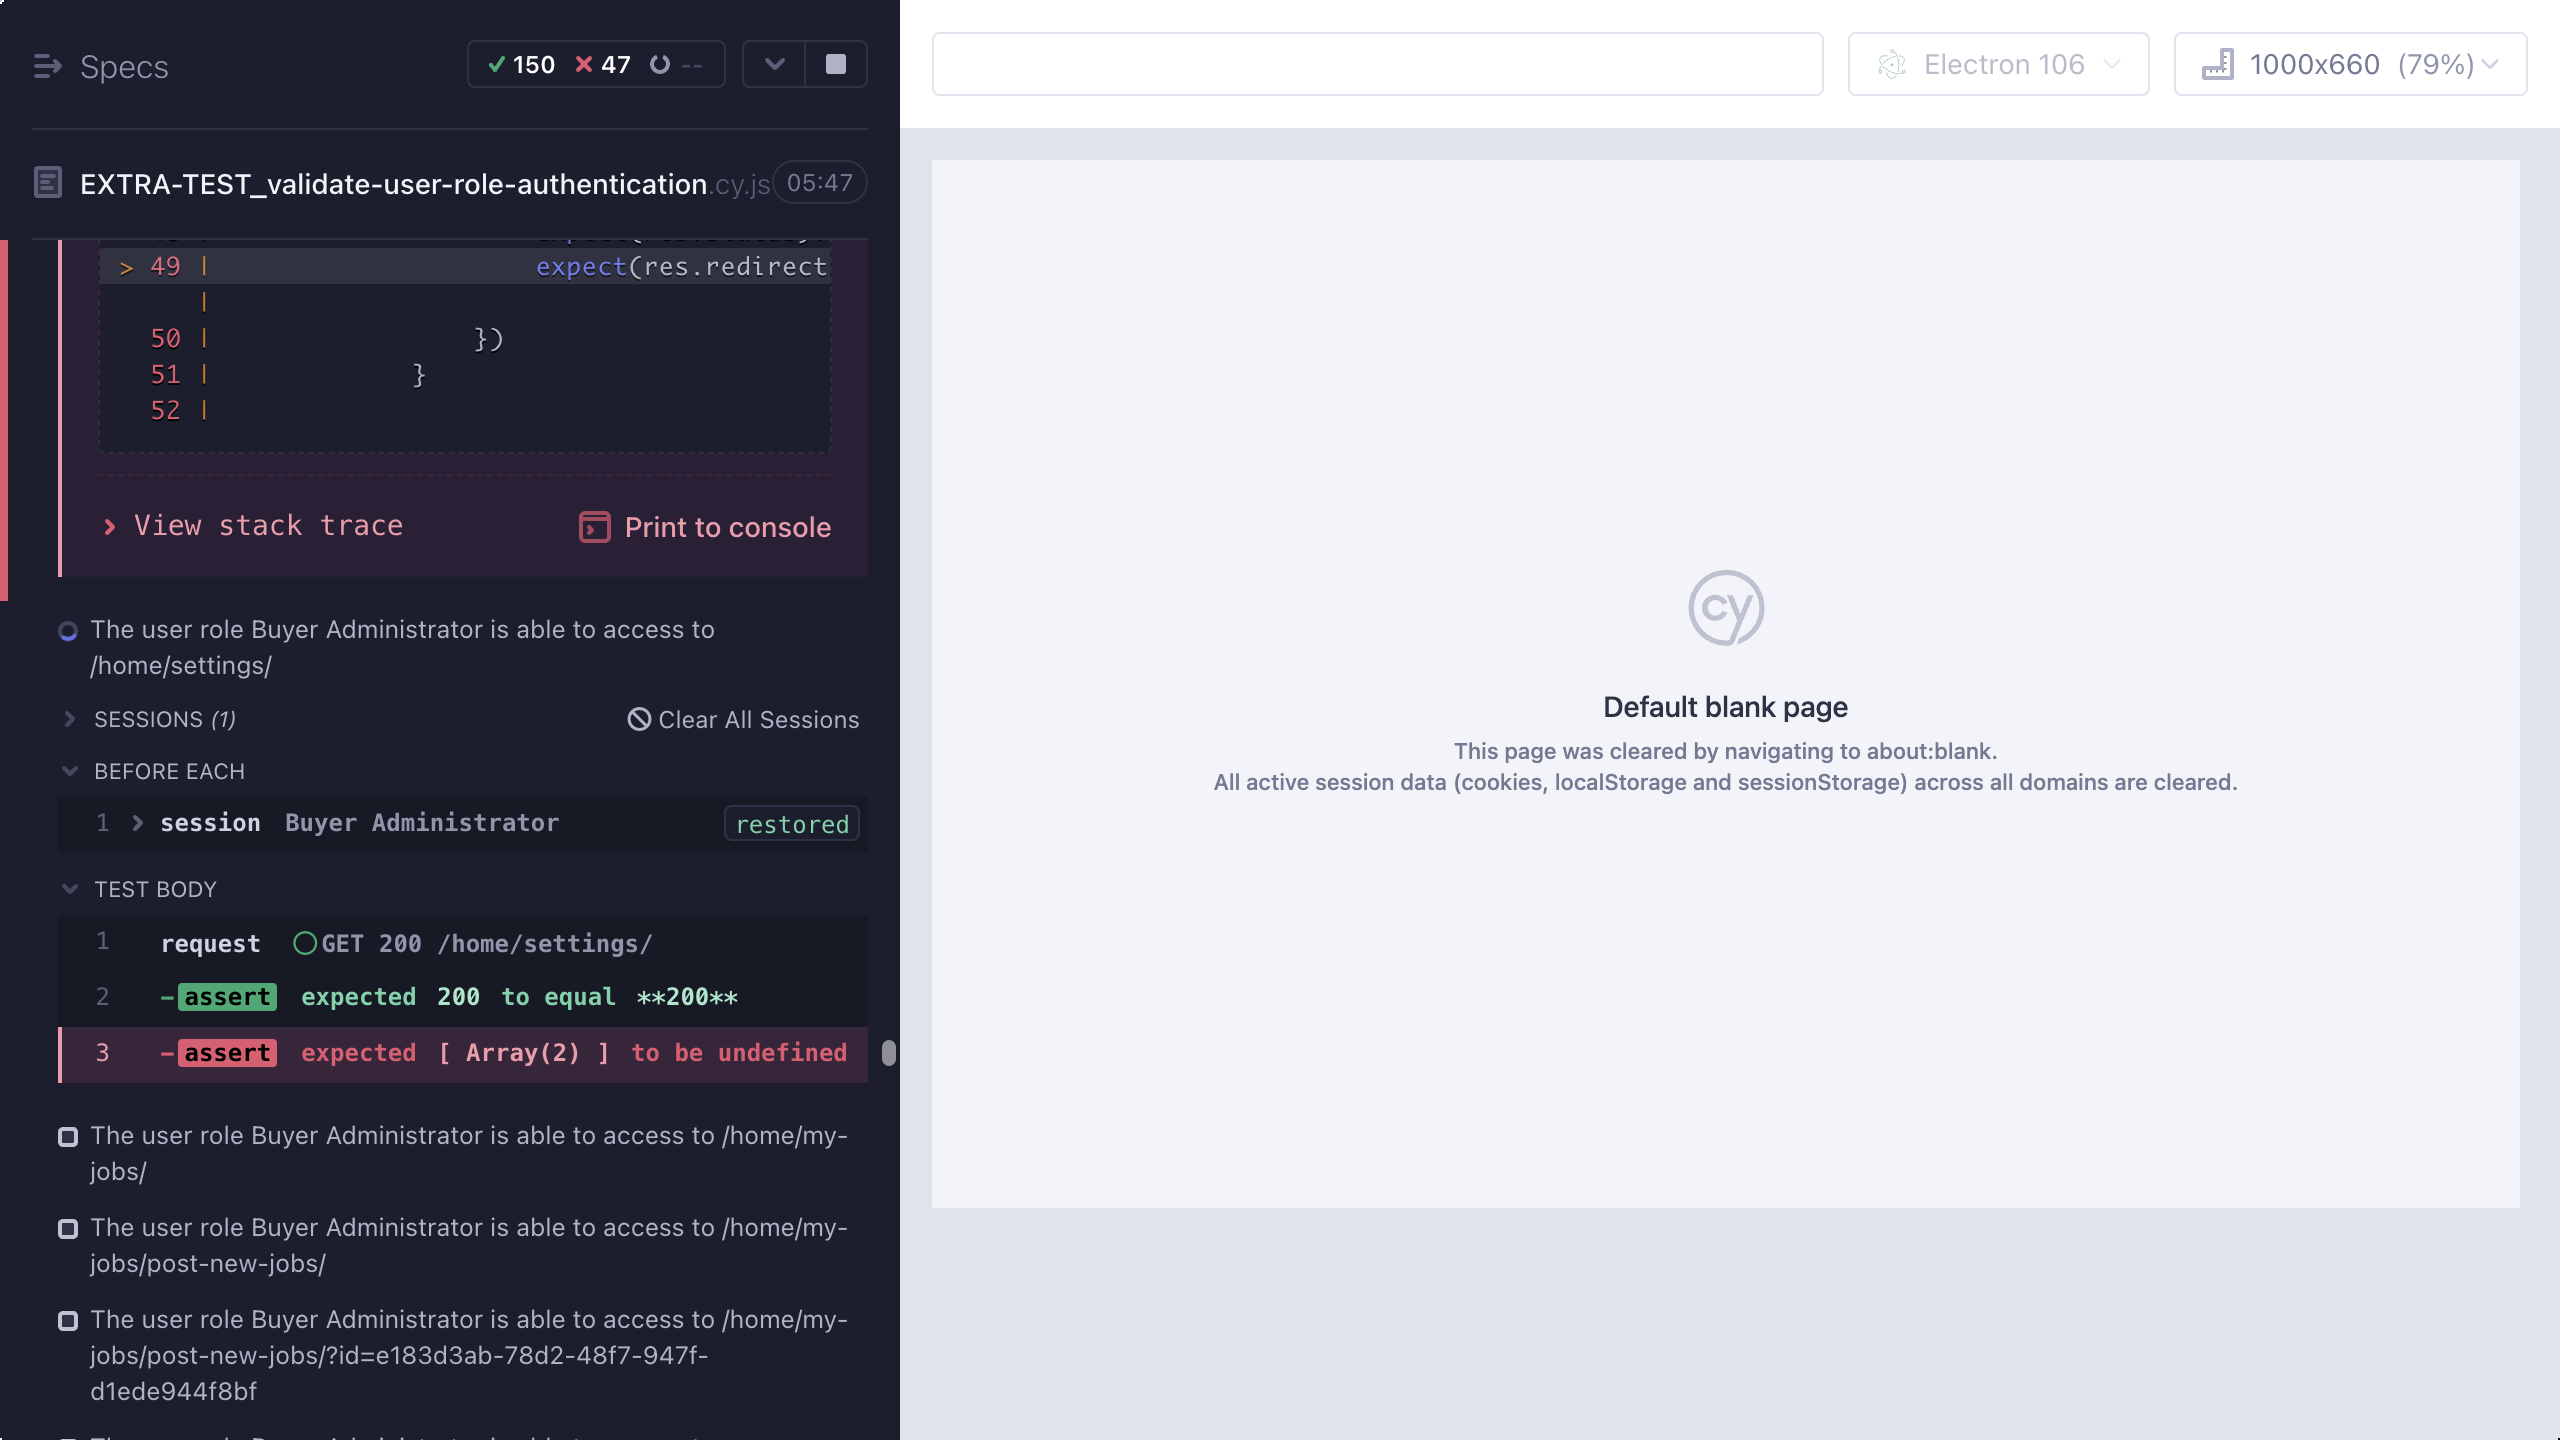 Specs
150 47 --
EXTRA-TEST_validate-user-role-authentication.cy.js 05:47
> 49 | expect(res.redirect
|
50 | })
51 | }
52 |
View stack trace
Print to console
The user role Buyer Administrator is able to access to
/home/settings/
SESSIONS (1)
Clear All Sessions
BEFORE EACH
1 session Buyer Administrator restored
TEST BODY
1 request GET 200 /home/settings/
2 -assert expected 200 to equal **200**
3 -assert expected [ Array(2) ] to be undefined
The user role Buyer Administrator is able to access to /home/my-
jobs/
The user role Buyer Administrator is able to access to /home/my-
jobs/post-new-jobs/
The user role Buyer Administrator is able to access to /home/my-
jobs/post-new-jobs/?id=e183d3ab-78d2-48f7-947f-
d1ede944f8bf
Electron 106
1000x660 (79%)
cy
Default blank page
This page was cleared by navigating to about:blank.
All active session data (cookies, localStorage and sessionStorage) across all domains are cleared.